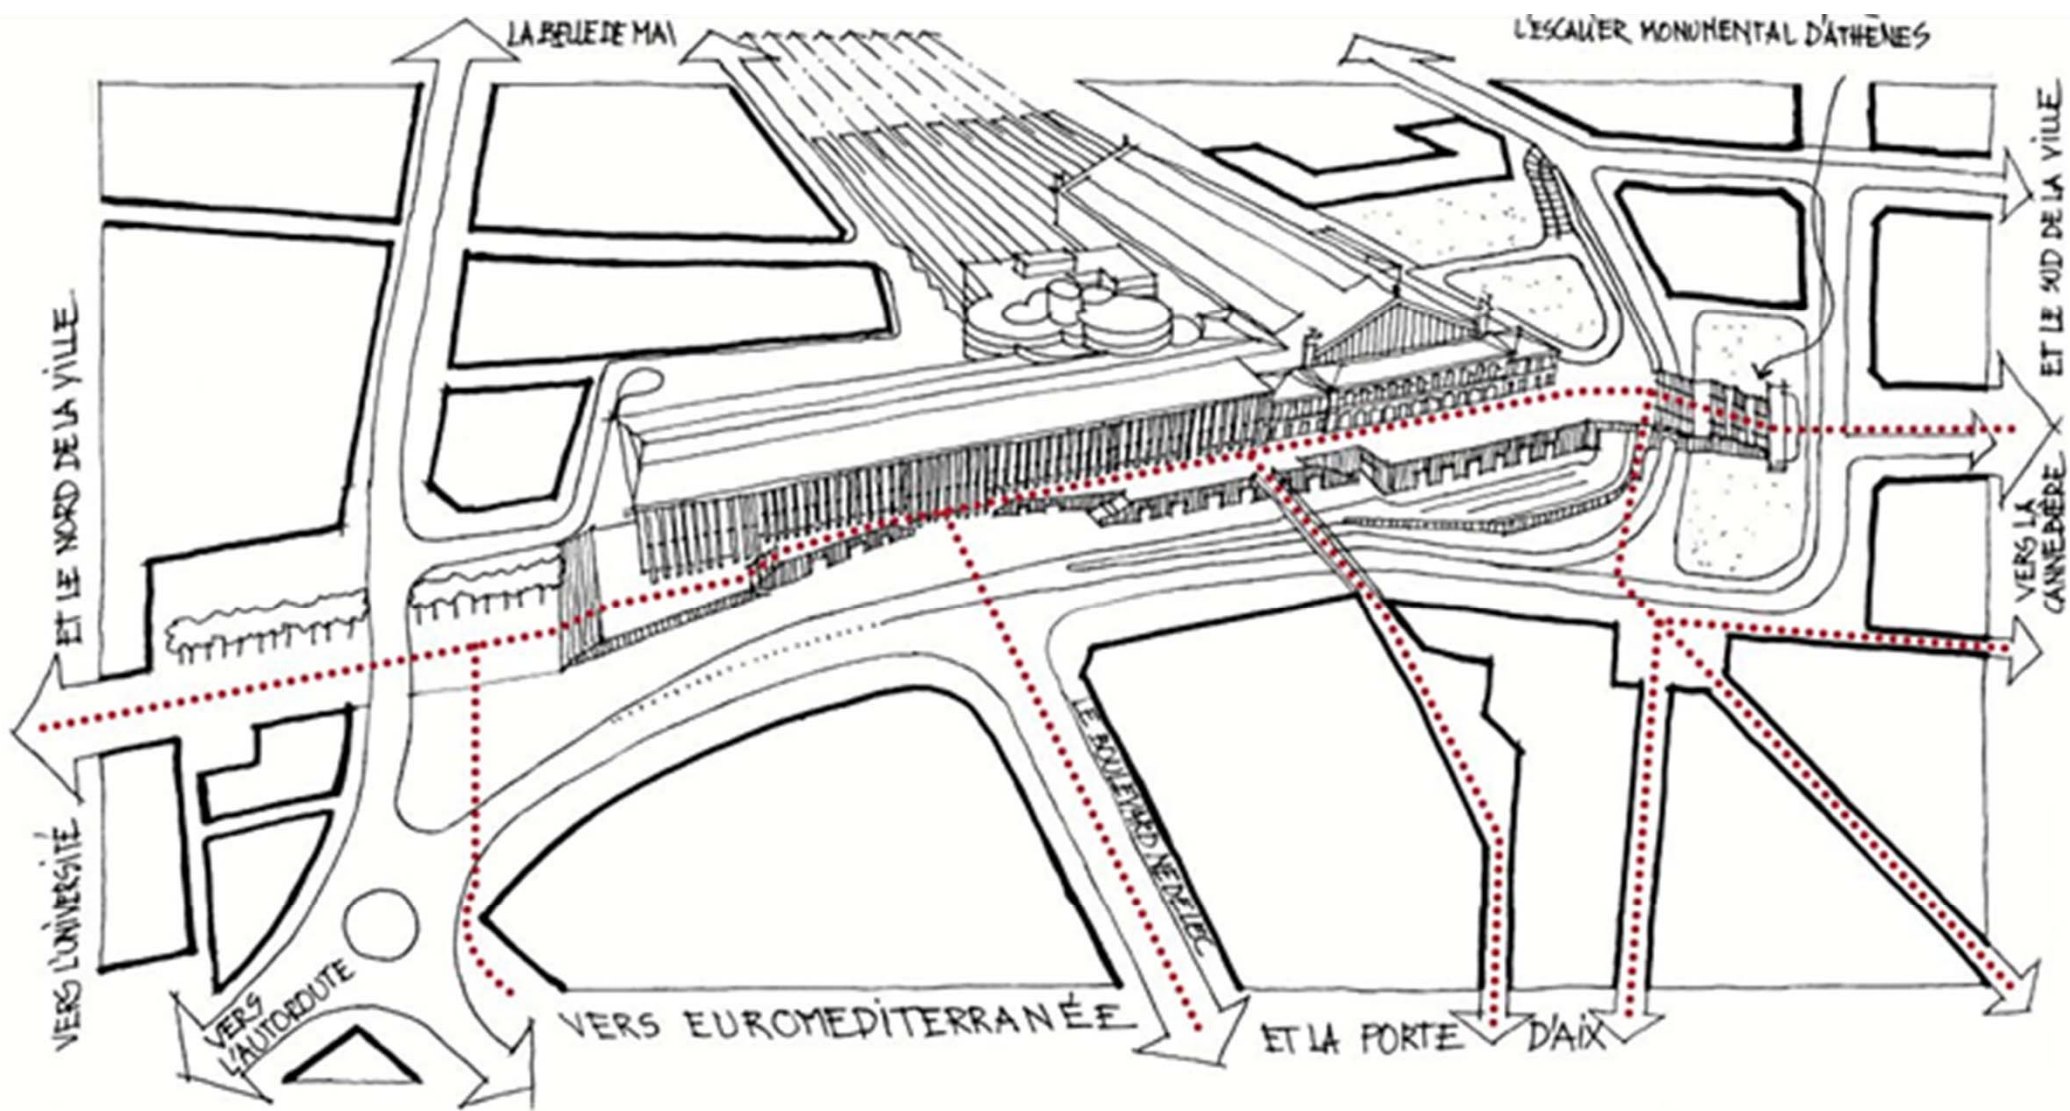 LA BELLE DE MAI
L'ESCALIER MONUMENTAL D'ATHÈNES
ET LE NORD DE LA VILLE
VERS L'UNIVERSITÉ
VERS
L'AUTOROUTE
VERS EUROMEDITERRANÉE
ET LA PORTE D'AIX
LE BOULEVARD NEDELEC
VERS LA
CANNEBIÈRE
ET LE SUD DE LA VILLE